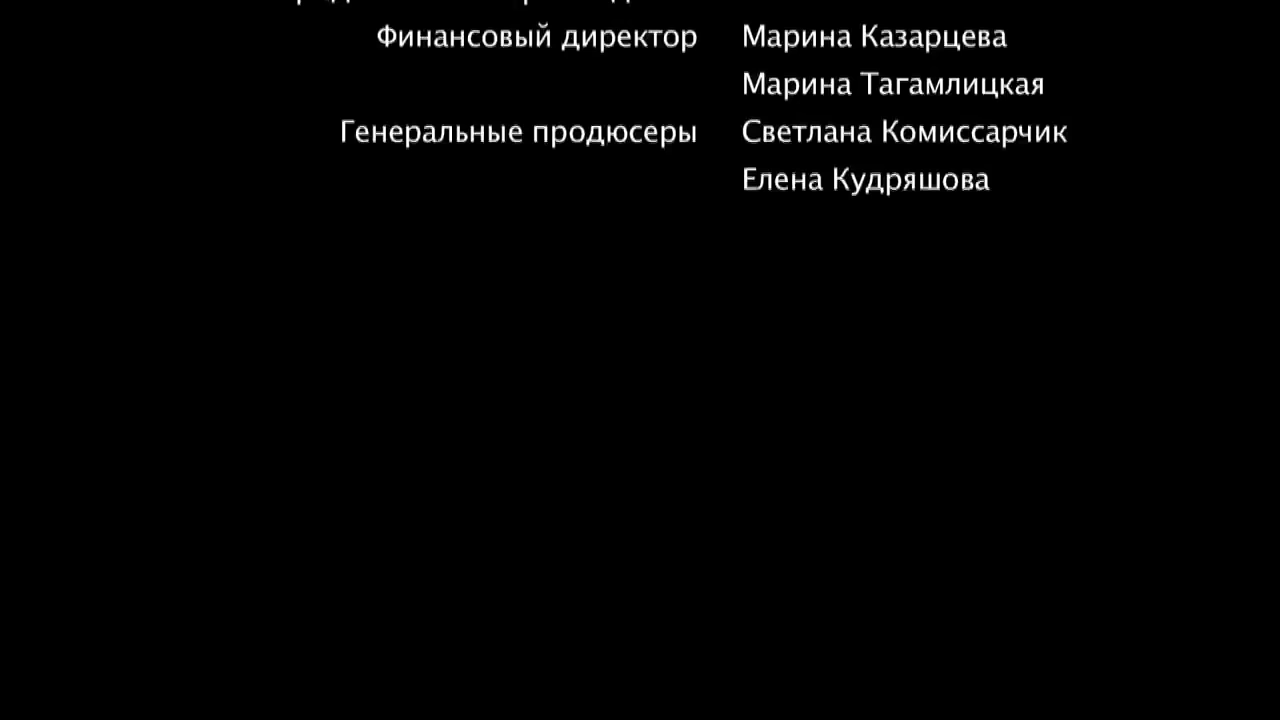 Финансовый директор Марина Казарцева
Марина Тагамлицкая
Генеральные продюсеры Светлана Комиссарчик
Елена Кудряшова